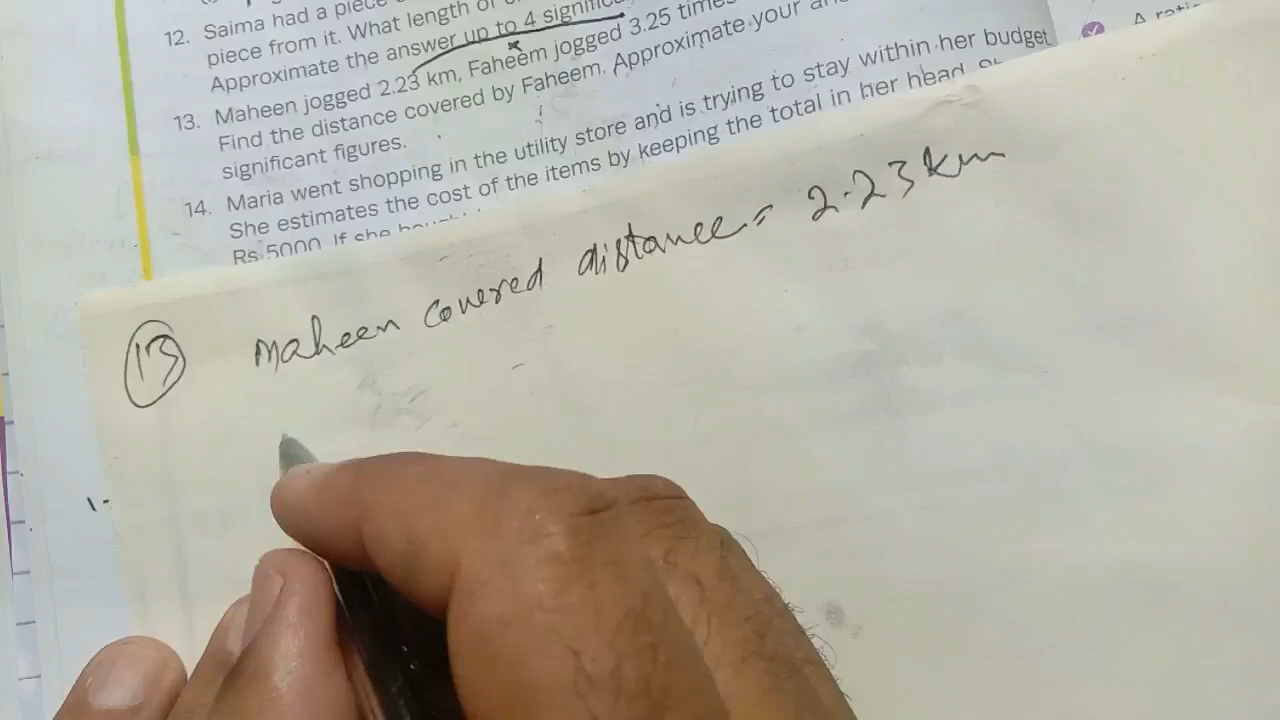 12. Saima had a piece
piece from it. What length of
Approximate the answer up to 4
13. Maheen jogged 2.23 km, Faheem jogged 3.25 times
Find the distance covered by Faheem. Approximate your
significant figures.
14. Maria went shopping in the utility store and is trying to stay within her budget
She estimates the cost of the items by keeping the total in her head.
Rs.5000. If she
A
13 Maheen covered distance = 2.23 km